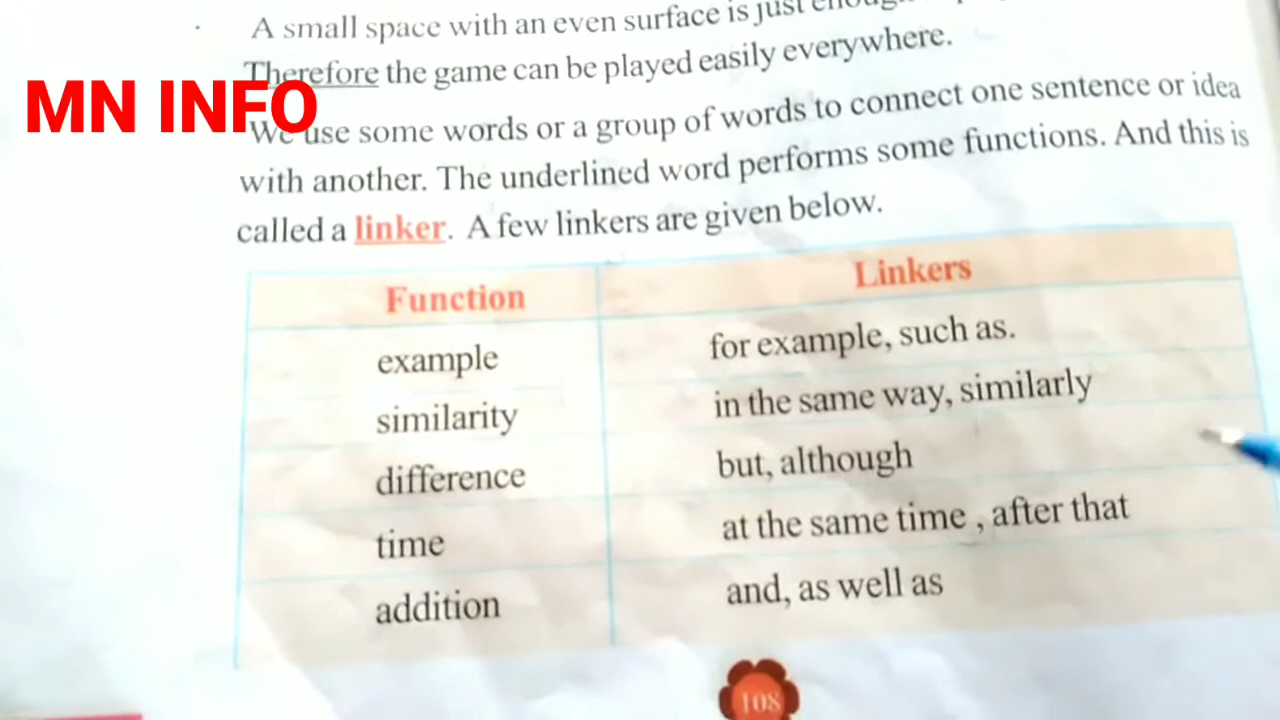 A small space with an even surface is just
Therefore the game can be played easily everywhere.
MN INFO
We use some words or a group of words to connect one sentence or idea
with another. The underlined word performs some functions. And this is
called a linker. A few linkers are given below.
Function Linkers
example for example, such as.
similarity in the same way, similarly
difference but, although
time at the same time , after that
addition and, as well as
108